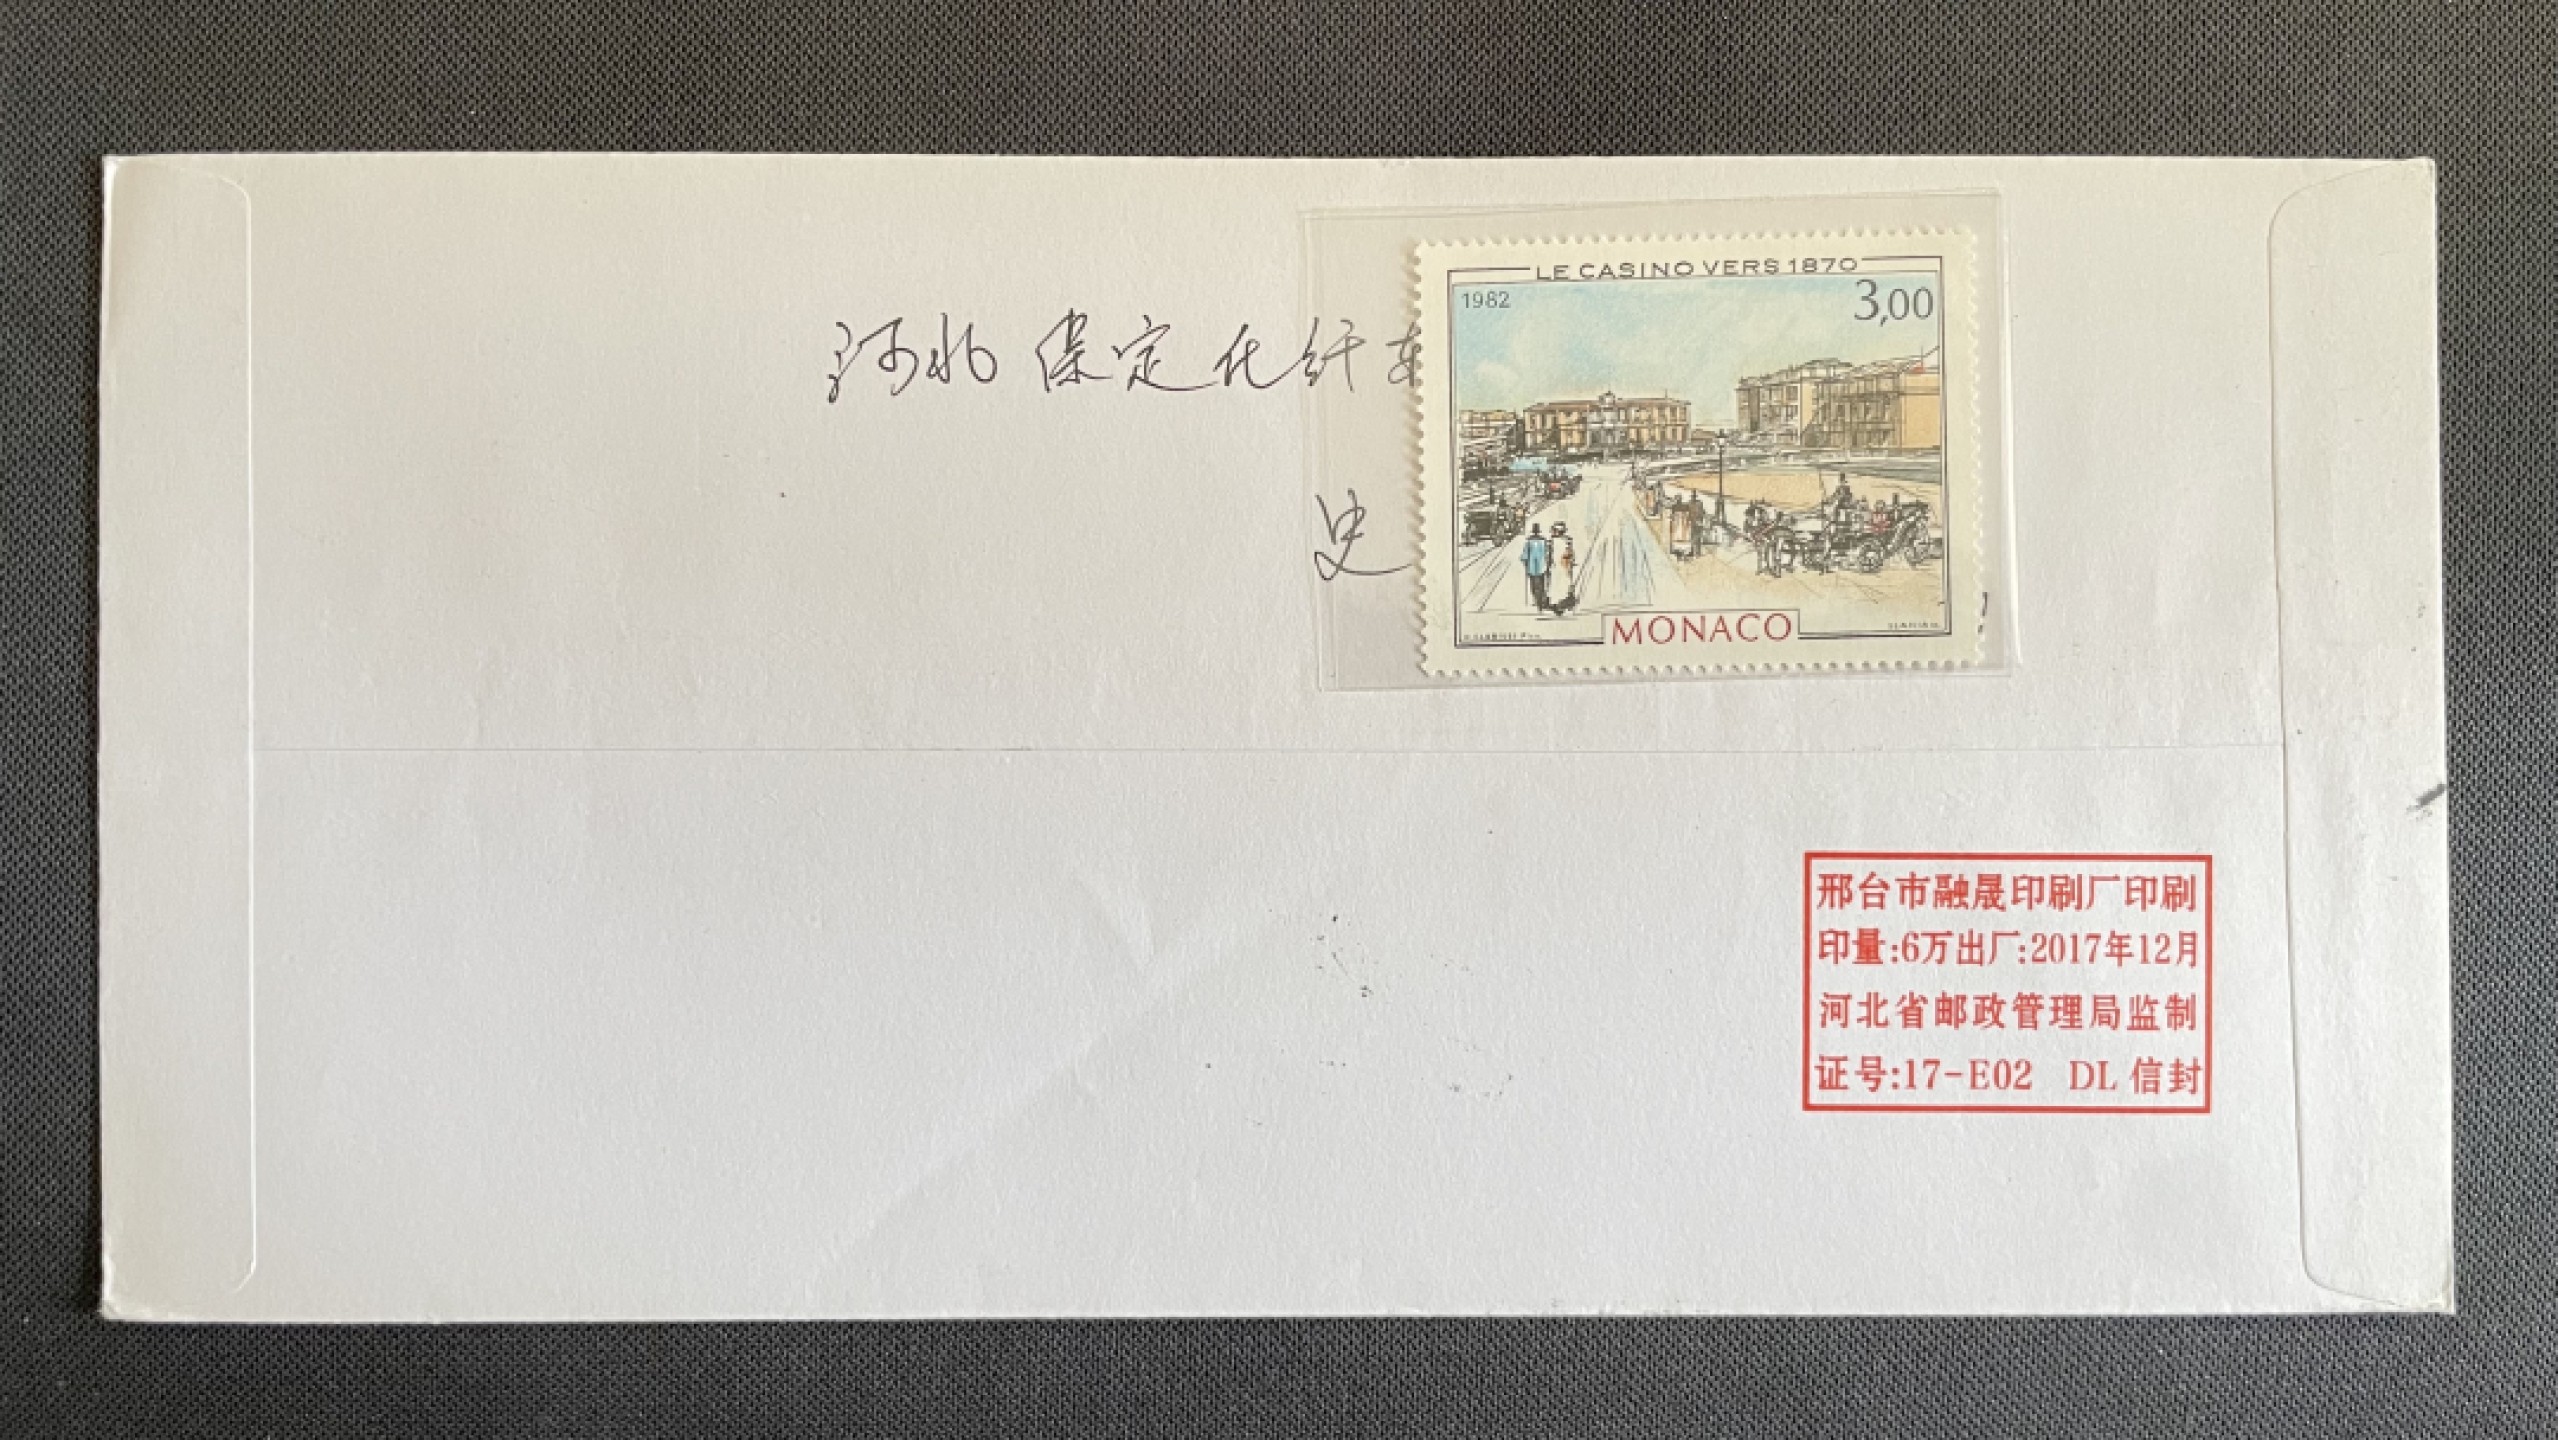 河北 保定 化纤
史
LE CASINO VERS 1870
1982
3,00
MONACO
邢台市融晟印刷厂印刷
印量:6万出厂:2017年12月
河北省邮政管理局监制
证号:17-E02 DL 信封